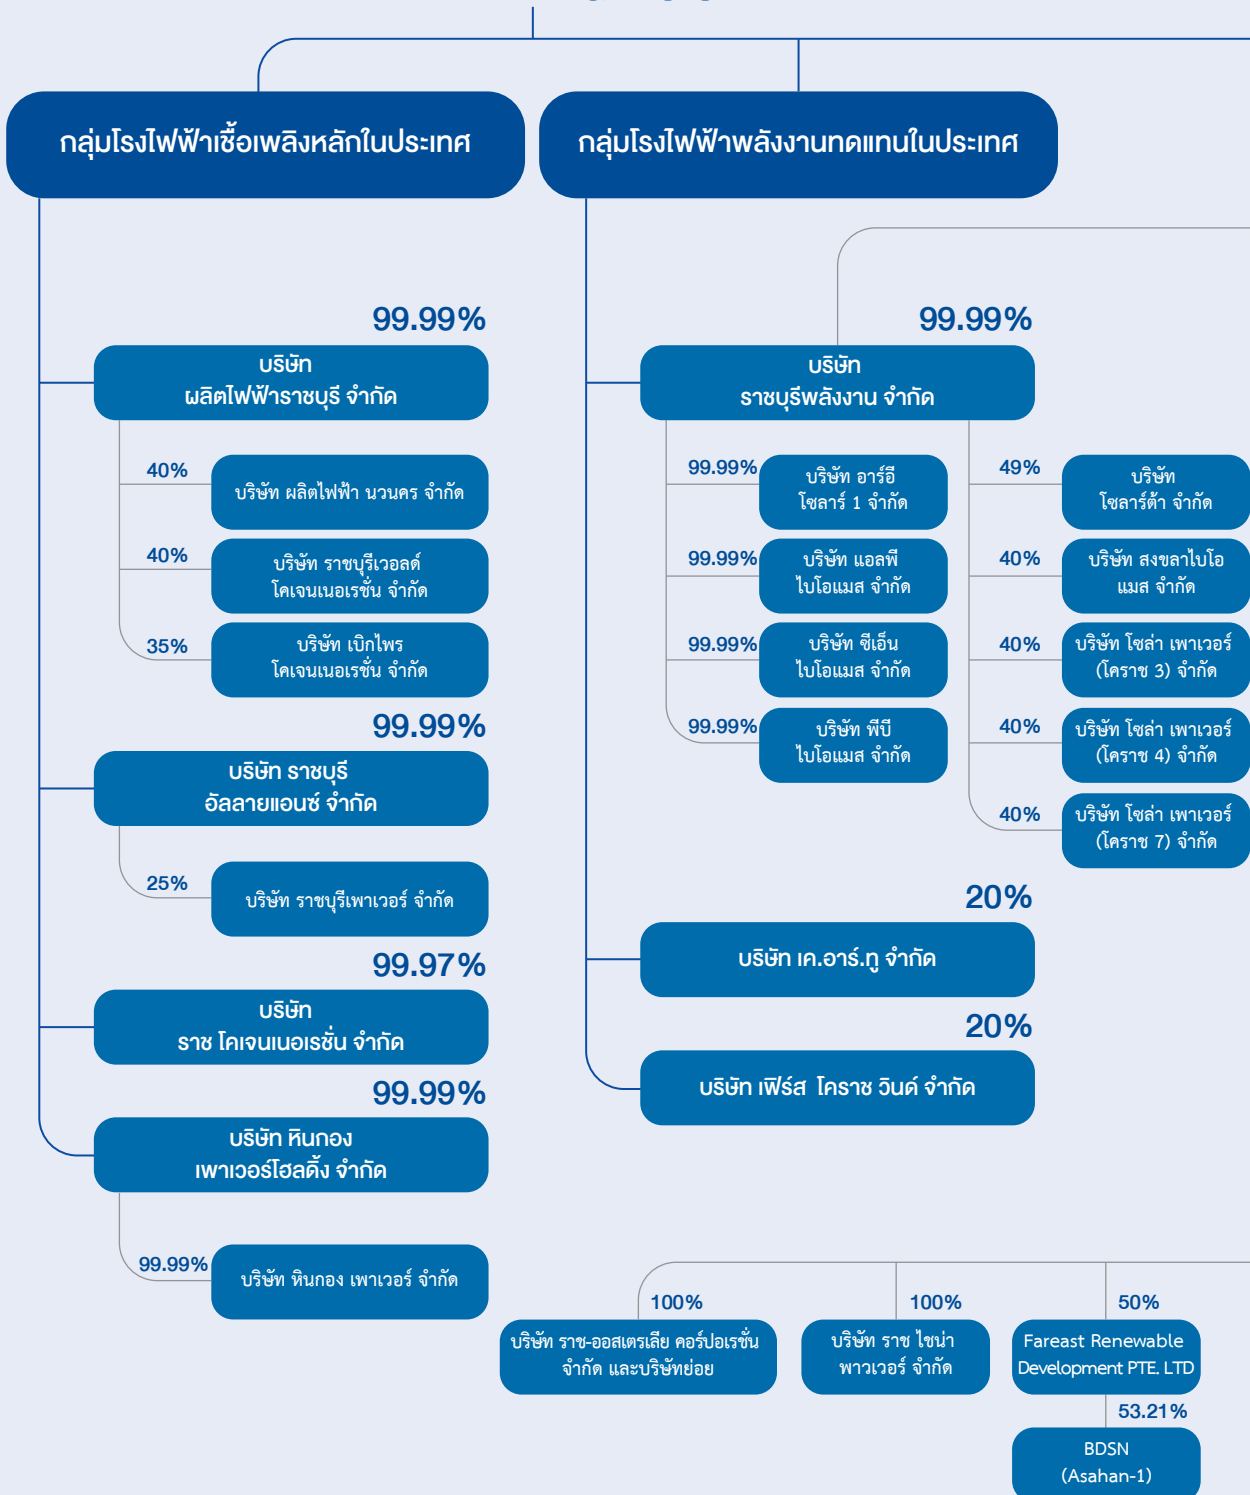 กลุ่มโรงไฟฟ้าเชื้อเพลิงหลักในประเทศ
99.99%
บริษัท
ผลิตไฟฟ้าราชบุรี จำกัด
40%
บริษัท ผลิตไฟฟ้า นวนคร จำกัด
40%
บริษัท ราชบุรีเวอลด์
โคเจนเนอเรชั่น จำกัด
35%
บริษัท เบิกไพร
โคเจนเนอเรชั่น จำกัด
99.99%
บริษัท ราชบุรี
อัลลายแอนซ์ จำกัด
25%
บริษัท ราชบุรีเพาเวอร์ จำกัด
99.97%
บริษัท
ราช โคเจนเนอเรชั่น จำกัด
99.99%
บริษัท หินกอง
เพาเวอร์โฮลดิ้ง จำกัด
99.99%
บริษัท หินกอง เพาเวอร์ จำกัด
กลุ่มโรงไฟฟ้าพลังงานทดแทนในประเทศ
99.99%
บริษัท
ราชบุรีพลังงาน จำกัด
99.99%
บริษัท อาร์อี
โซลาร์ 1 จำกัด
99.99%
บริษัท แอลพี
ไบโอแมส จำกัด
99.99%
บริษัท ซีเอ็น
ไบโอแมส จำกัด
99.99%
บริษัท พีบี
ไบโอแมส จำกัด
49%
บริษัท
โซลาร์ต้า จำกัด
40%
บริษัท สงขลาไบโอ
แมส จำกัด
40%
บริษัท โซล่า เพาเวอร์
(โคราช 3) จำกัด
40%
บริษัท โซล่า เพาเวอร์
(โคราช 4) จำกัด
40%
บริษัท โซล่า เพาเวอร์
(โคราช 7) จำกัด
20%
บริษัท เค.อาร์.ทู จำกัด
20%
บริษัท เฟิร์ส โคราช วินด์ จำกัด
100%
บริษัท ราช-ออสเตรเลีย คอร์ปอเรชั่น
จำกัด และบริษัทย่อย
100%
บริษัท ราช ไชน่า
พาวเวอร์ จำกัด
50%
Fareast Renewable
Development PTE. LTD
53.21%
BDSN
(Asahan-1)